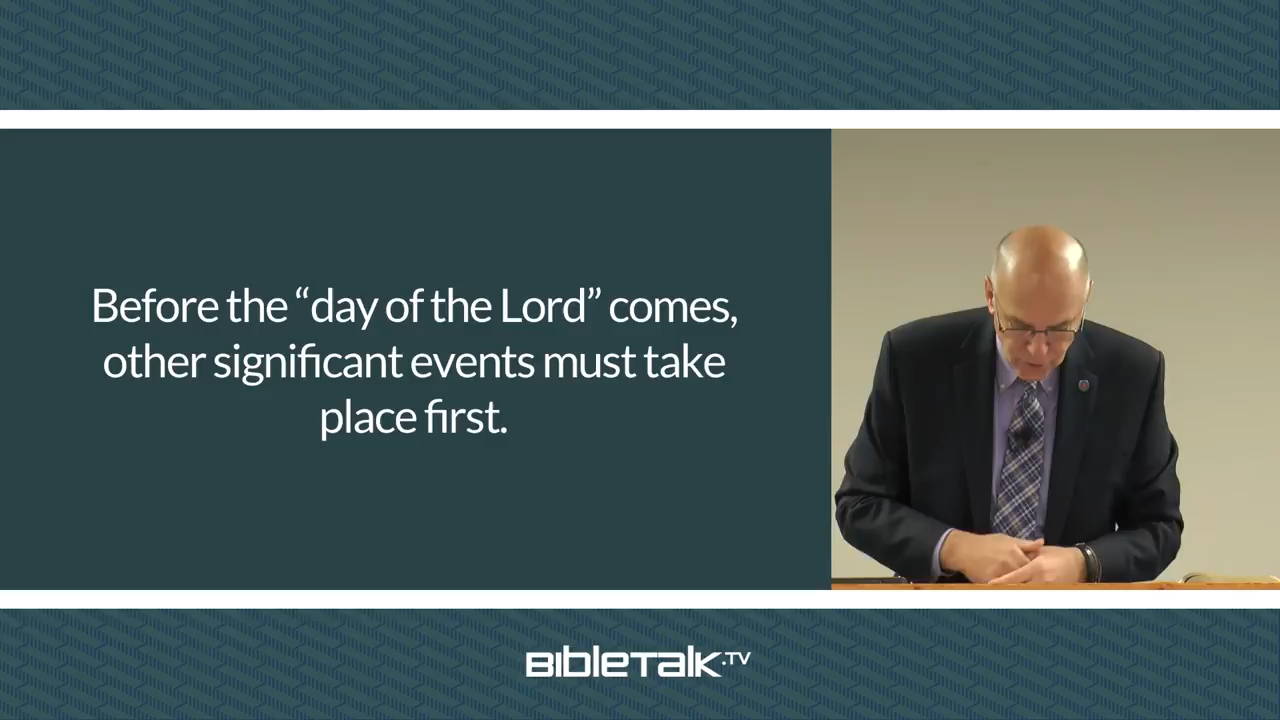 Before the “day of the Lord” comes,
other significant events must take
place first.
BibleTalk.TV